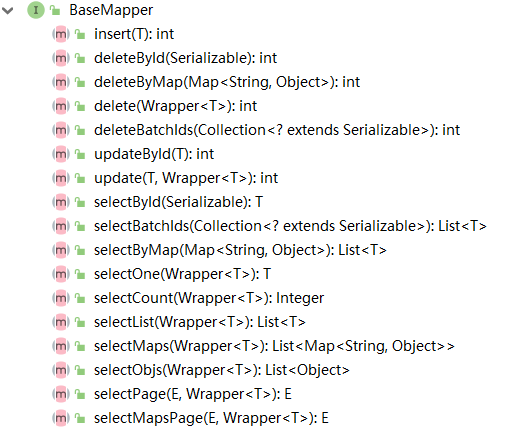 I BaseMapper
m insert(T): int
m deleteById(Serializable): int
m deleteByMap(Map<String, Object>): int
m delete(Wrapper<T>): int
m deleteBatchIds(Collection<? extends Serializable>): int
m updateById(T): int
m update(T, Wrapper<T>): int
m selectById(Serializable): T
m selectBatchIds(Collection<? extends Serializable>): List<T>
m selectByMap(Map<String, Object>): List<T>
m selectOne(Wrapper<T>): T
m selectCount(Wrapper<T>): Integer
m selectList(Wrapper<T>): List<T>
m selectMaps(Wrapper<T>): List<Map<String, Object>>
m selectObjs(Wrapper<T>): List<Object>
m selectPage(E, Wrapper<T>): E
m selectMapsPage(E, Wrapper<T>): E